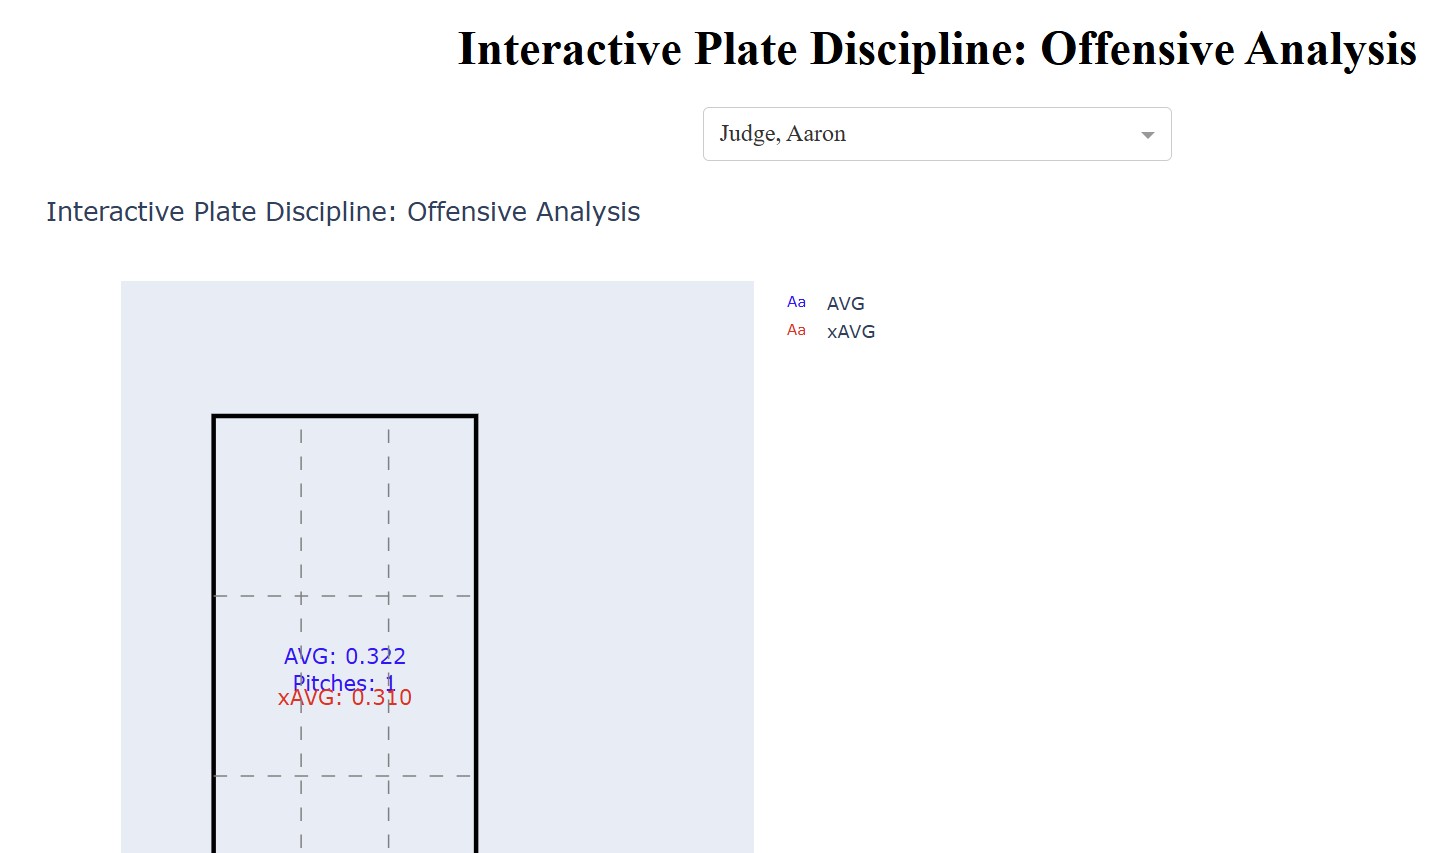 Interactive Plate Discipline: Offensive Analysis
Judge, Aaron
Interactive Plate Discipline: Offensive Analysis
Aa AVG
Aa xAVG
AVG: 0.322
Pitches: 1
xAVG: 0.310